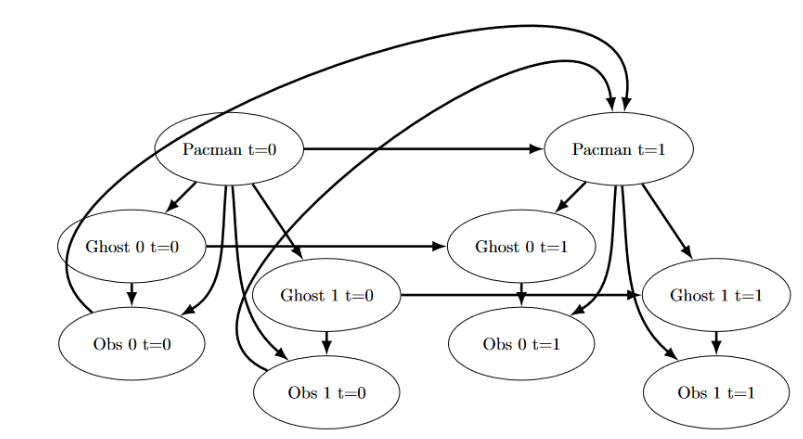 Pacman t=0
Pacman t=1
Ghost 0 t=0
Ghost 0 t=1
Ghost 1 t=0
Ghost 1 t=1
Obs 0 t=0
Obs 0 t=1
Obs 1 t=0
Obs 1 t=1